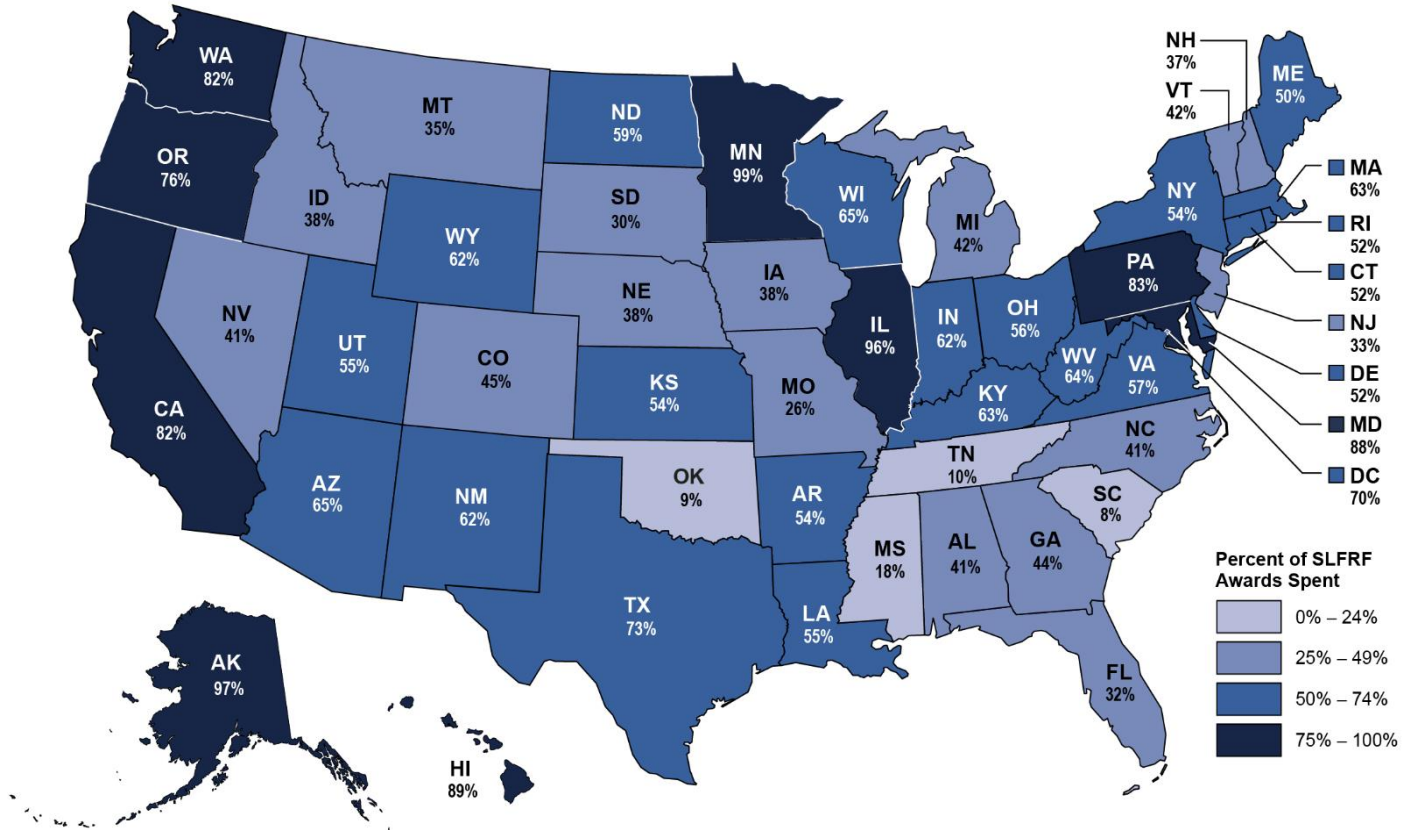 WA
82%
OR
76%
CA
82%
ID
38%
NV
41%
MT
35%
WY
62%
UT
55%
AZ
65%
CO
45%
NM
62%
ND
59%
SD
30%
NE
38%
KS
54%
OK
9%
TX
73%
MN
99%
IA
38%
MO
26%
AR
54%
LA
55%
WI
65%
IL
96%
MI
42%
IN
62%
OH
56%
KY
63%
TN
10%
MS
18%
AL
41%
GA
44%
FL
32%
SC
8%
NC
41%
VA
57%
WV
64%
PA
83%
NY
54%
NH
37%
VT
42%
ME
50%
MA
63%
RI
52%
CT
52%
NJ
33%
DE
52%
MD
88%
DC
70%
AK
97%
HI
89%
Percent of SLFRF
Awards Spent
0% – 24%
25% – 49%
50% – 74%
75% – 100%